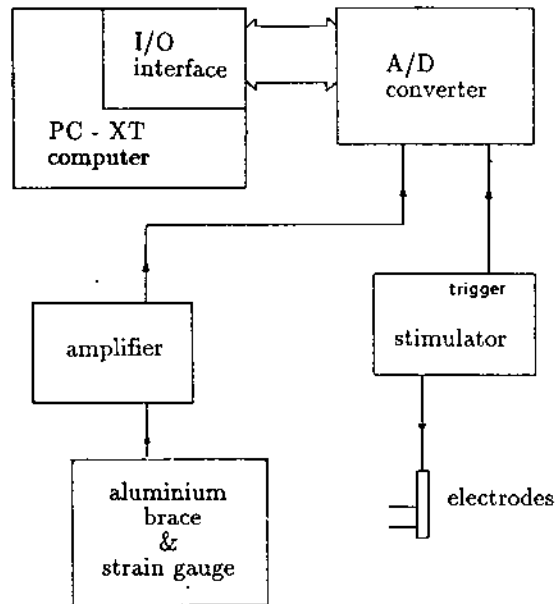 I/O
interface
PC - XT
computer
A/D
converter
trigger
stimulator
amplifier
electrodes
aluminium
brace
&
strain gauge